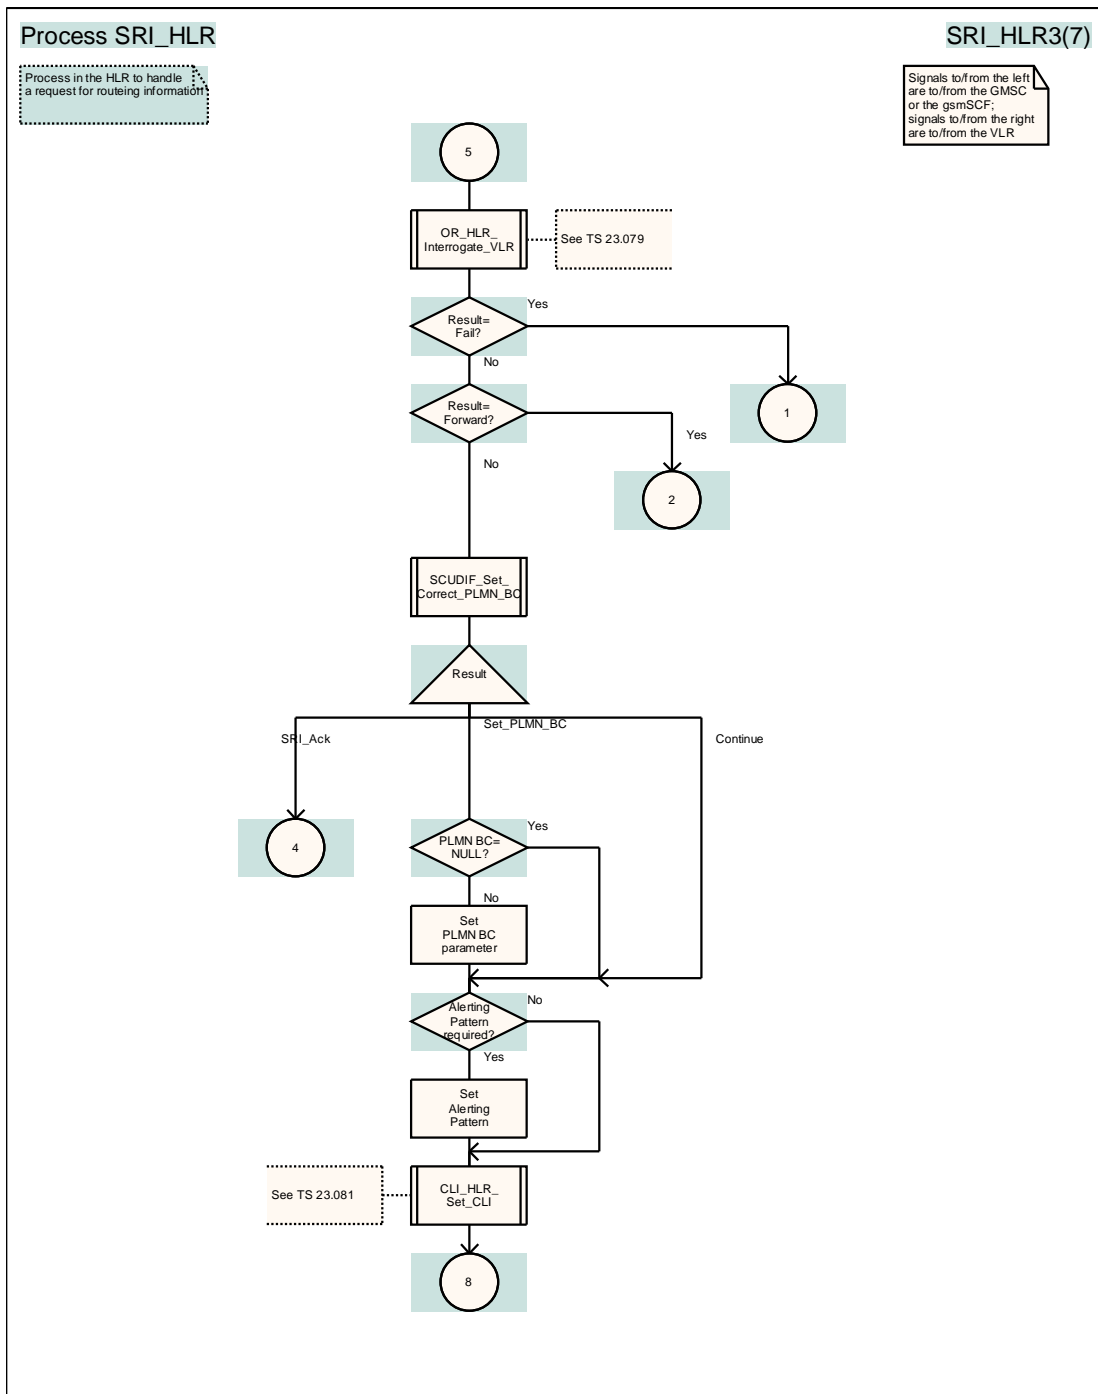 Process SRI_HLR
SRI_HLR3(7)
Process in the HLR to handle
a request for routeing information
Signals to/from the left
are to/from the GMSC
or the gsmSCF;
signals to/from the right
are to/from the VLR
5
OR_HLR_
Interrogate_VLR
See TS 23.079
Result=
Fail?
Yes
No
1
Result=
Forward?
Yes
No
2
SCUDIF_Set_
Correct_PLMN_BC
Result
SRI_Ack
Set_PLMN_BC
Continue
4
PLMN BC=
NULL?
Yes
No
Set
PLMN BC
parameter
Alerting
Pattern
required?
No
Yes
Set
Alerting
Pattern
See TS 23.081
CLI_HLR_
Set_CLI
8